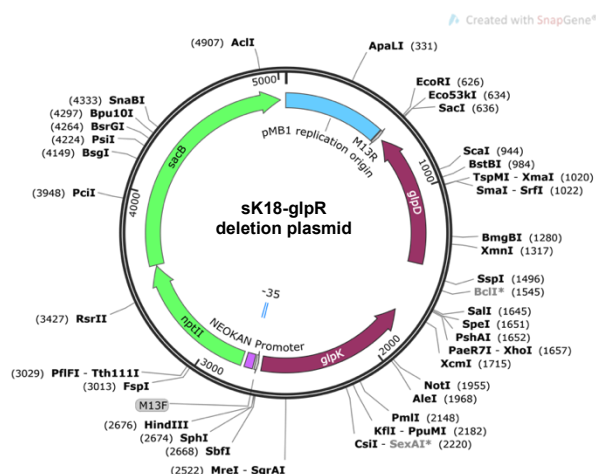 Created with SnapGene®
(4907) AclI
ApaLI (331)
5000
EcoRI (626)
Eco53kI (634)
SacI (636)
(4333) SnaBI
(4297) Bpu10I
(4264) BsrGI
(4224) PsiI
(4149) BsgI
pMB1 replication origin
M13R
sacB
ScaI (944)
BstBI (984)
TspMI - XmaI (1020)
SmaI - SrfI (1022)
1000
glpD
(3948) PciI
4000
sK18-glpR
deletion plasmid
BmgBI (1280)
XmnI (1317)
SspI (1496)
BclI* (1545)
-35
SalI (1645)
SpeI (1651)
PshAI (1652)
PaeR7I - XhoI (1657)
XcmI (1715)
(3427) RsrII
nptII
NEOKAN Promoter
glpK
2000
3000
(3029) PflFI - Tth111I
(3013) FspI
NotI (1955)
AleI (1968)
M13F
(2676) HindIII
(2674) SphI
(2668) SbfI
PmlI (2148)
KflI - PpuMI (2182)
CsiI - SexAI* (2220)
(2522) MreI - SgrAI